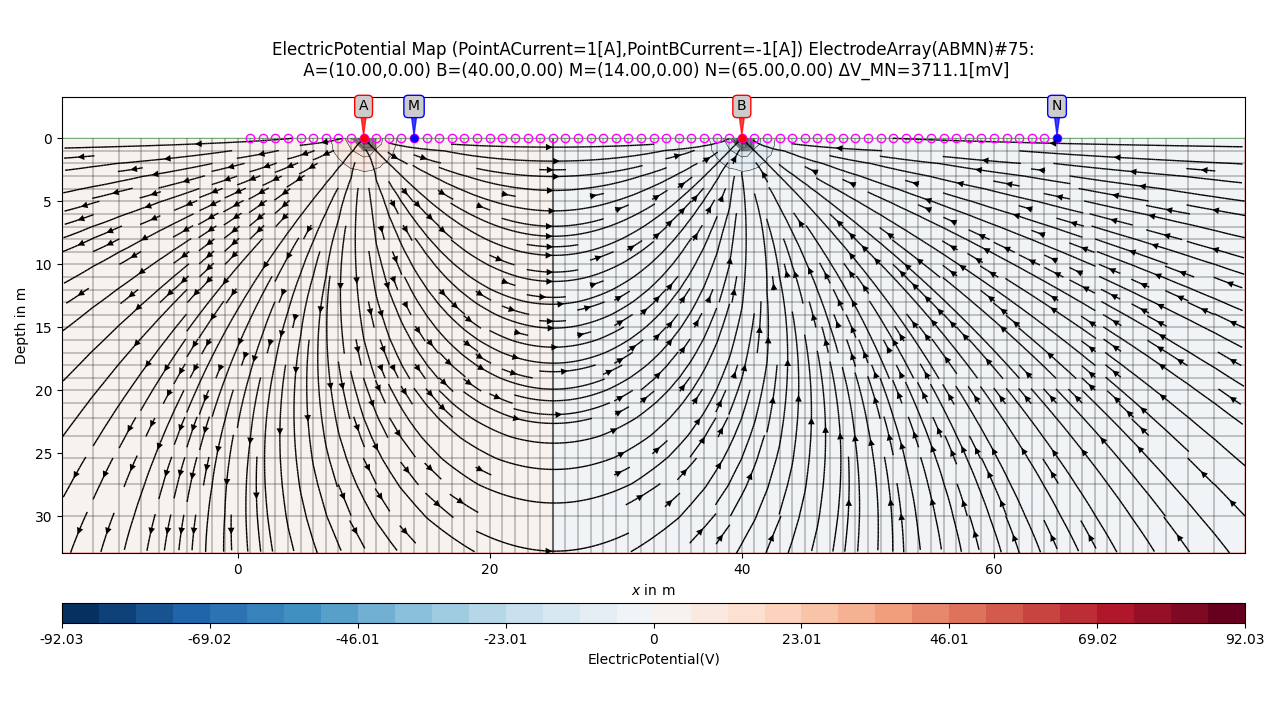 ElectricPotential Map (PointACurrent=1[A],PointBCurrent=-1[A]) ElectrodeArray(ABMN)#75:
A=(10.00,0.00) B=(40.00,0.00) M=(14.00,0.00) N=(65.00,0.00) ΔV_MN=3711.1[mV]
A M B N
0
5
10
15
20
25
30
Depth in m
0 20 40 60
x in m
-92.03 -69.02 -46.01 -23.01 0 23.01 46.01 69.02 92.03
ElectricPotential(V)